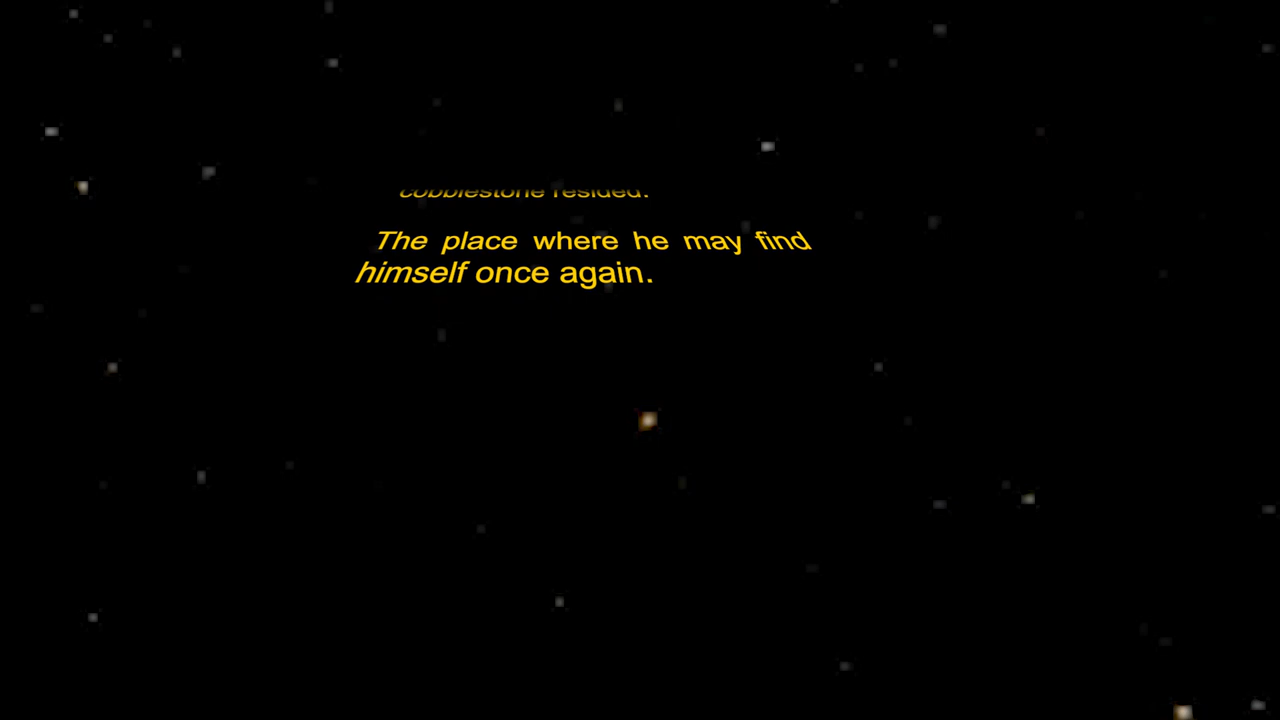 cobblestone resided.
The place where he may find
himself once again.